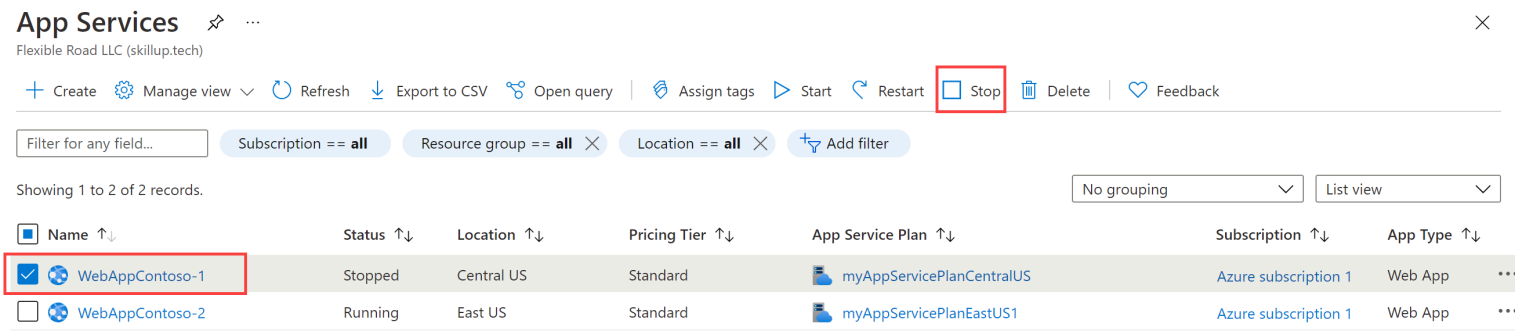 App Services
Flexible Road LLC (skillup.tech)
Create Manage view Refresh Export to CSV Open query Assign tags Start Restart Stop Delete Feedback
Filter for any field... Subscription == all Resource group == all Location == all Add filter
Showing 1 to 2 of 2 records. No grouping List view
Name Status Location Pricing Tier App Service Plan Subscription App Type
WebAppContoso-1 Stopped Central US Standard myAppServicePlanCentralUS Azure subscription 1 Web App
WebAppContoso-2 Running East US Standard myAppServicePlanEastUS1 Azure subscription 1 Web App